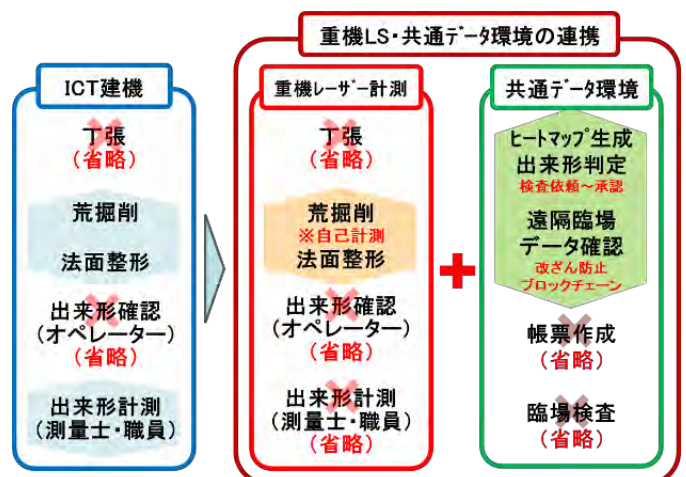 重機LS・共通データ環境の連携
ICT建機
丁張
(省略)
荒掘削
法面整形
出来形確認
(オペレーター)
(省略)
出来形計測
(測量士・職員)
重機レーザー計測
丁張
(省略)
荒掘削
※自己計測
法面整形
出来形確認
(オペレーター)
(省略)
出来形計測
(測量士・職員)
(省略)
共通データ環境
ヒートマップ生成
出来形判定
検査依頼~承認
遠隔臨場
データ確認
改ざん防止
ブロックチェーン
帳票作成
(省略)
臨場検査
(省略)